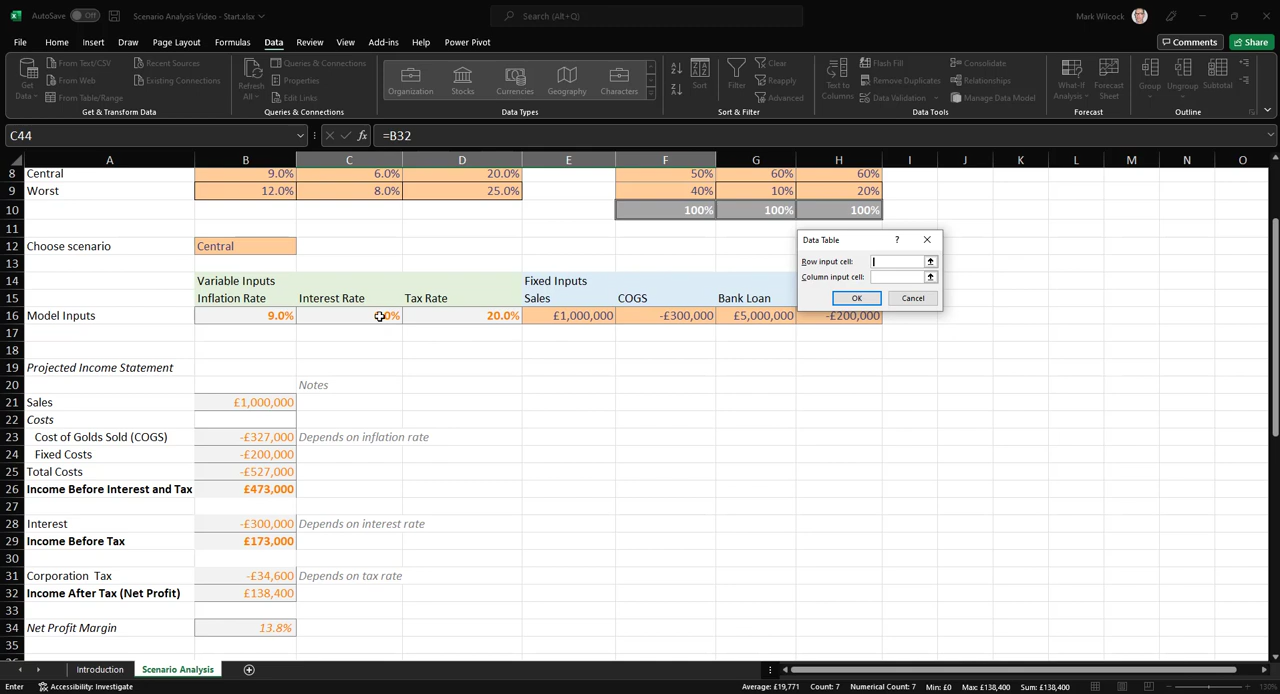 AutoSave Off Scenario Analysis Video - Start.xlsx Search (Alt+Q) Mark Wilcock
File Home Insert Draw Page Layout Formulas Data Review View Add-ins Help Power Pivot Comments Share
Get Data From Text/CSV From Web From Table/Range Recent Sources Existing Connections
Refresh All Queries & Connections Properties Edit Links
Organization Stocks Currencies Geography Characters
Sort Filter Clear Reapply Advanced
Text to Columns Flash Fill Remove Duplicates Data Validation Consolidate Relationships Manage Data Model
What-If Analysis Forecast Sheet Group Ungroup Subtotal
Get & Transform Data Queries & Connections Data Types Sort & Filter Data Tools Forecast Outline
C44 fx =B32
A B C D E F G H I J K L M N O
8 Central 9.0% 6.0% 20.0% 50% 60% 60%
9 Worst 12.0% 8.0% 25.0% 40% 10% 20%
10 100% 100% 100%
11
12 Choose scenario Central
13
14 Variable Inputs Fixed Inputs
15 Inflation Rate Interest Rate Tax Rate Sales COGS Bank Loan
16 Model Inputs 9.0% 0% 20.0% £1,000,000 -£300,000 £5,000,000 -£200,000
17
18
19 Projected Income Statement
20 Notes
21 Sales £1,000,000
22 Costs
23 Cost of Golds Sold (COGS) -£327,000 Depends on inflation rate
24 Fixed Costs -£200,000
25 Total Costs -£527,000
26 Income Before Interest and Tax £473,000
27
28 Interest -£300,000 Depends on interest rate
29 Income Before Tax £173,000
30
31 Corporation Tax -£34,600 Depends on tax rate
32 Income After Tax (Net Profit) £138,400
33
34 Net Profit Margin 13.8%
35
Data Table ?
Row input cell:
Column input cell:
OK Cancel
Introduction Scenario Analysis
Enter Accessibility: Investigate Average: £19,771 Count: 7 Numerical Count: 7 Min: £0 Max: £138,400 Sum: £138,400 130%